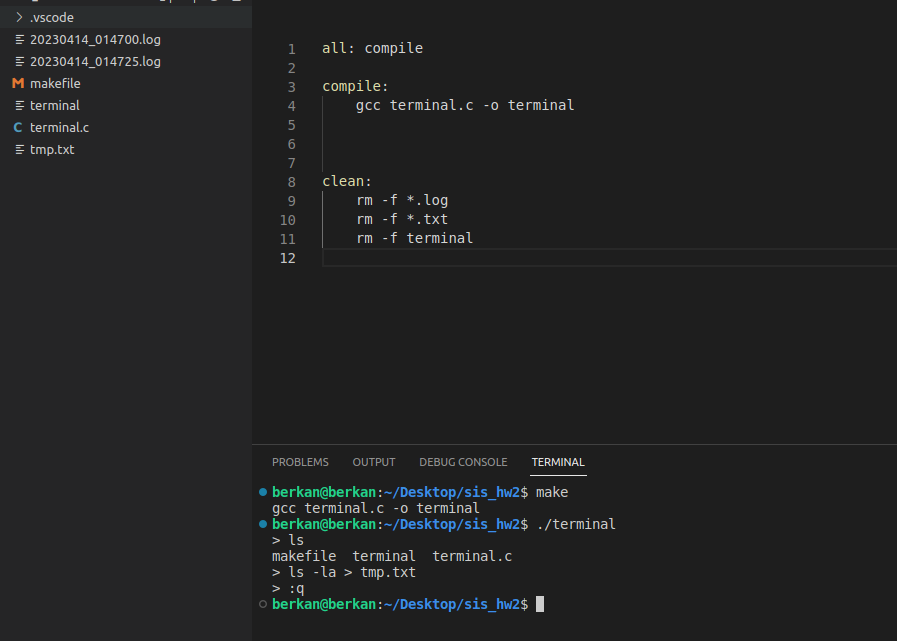 .vscode
20230414_014700.log
20230414_014725.log
makefile
terminal
C terminal.c
tmp.txt
1 all: compile
2
3 compile:
4 gcc terminal.c -o terminal
5
6
7
8 clean:
9 rm -f *.log
10 rm -f *.txt
11 rm -f terminal
12
PROBLEMS OUTPUT DEBUG CONSOLE TERMINAL
berkan@berkan:~/Desktop/sis_hw2$ make
gcc terminal.c -o terminal
berkan@berkan:~/Desktop/sis_hw2$ ./terminal
> ls
makefile terminal terminal.c
> ls -la > tmp.txt
> :q
berkan@berkan:~/Desktop/sis_hw2$